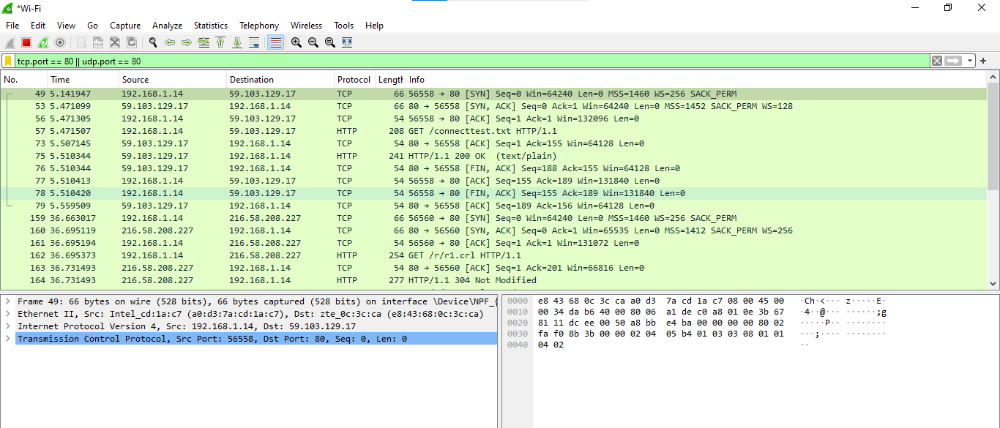 *Wi-Fi
File Edit View Go Capture Analyze Statistics Telephony Wireless Tools Help
tcp.port == 80 || udp.port == 80
No. Time Source Destination Protocol Length Info
49 5.141947 192.168.1.14 59.103.129.17 TCP 66 56558 → 80 [SYN] Seq=0 Win=64240 Len=0 MSS=1460 WS=256 SACK_PERM
53 5.471099 59.103.129.17 192.168.1.14 TCP 66 80 → 56558 [SYN, ACK] Seq=0 Ack=1 Win=64240 Len=0 MSS=1452 SACK_PERM WS=128
56 5.471305 192.168.1.14 59.103.129.17 TCP 54 56558 → 80 [ACK] Seq=1 Ack=1 Win=132096 Len=0
57 5.471507 192.168.1.14 59.103.129.17 HTTP 208 GET /connecttest.txt HTTP/1.1
73 5.507145 59.103.129.17 192.168.1.14 TCP 54 80 → 56558 [ACK] Seq=1 Ack=155 Win=64128 Len=0
75 5.510344 59.103.129.17 192.168.1.14 HTTP 241 HTTP/1.1 200 OK (text/plain)
76 5.510344 59.103.129.17 192.168.1.14 TCP 54 80 → 56558 [FIN, ACK] Seq=188 Ack=155 Win=64128 Len=0
77 5.510413 192.168.1.14 59.103.129.17 TCP 54 56558 → 80 [ACK] Seq=155 Ack=189 Win=131840 Len=0
78 5.510420 192.168.1.14 59.103.129.17 TCP 54 56558 → 80 [FIN, ACK] Seq=155 Ack=189 Win=131840 Len=0
79 5.559509 59.103.129.17 192.168.1.14 TCP 54 80 → 56558 [ACK] Seq=189 Ack=156 Win=64128 Len=0
159 36.663017 192.168.1.14 216.58.208.227 TCP 66 56560 → 80 [SYN] Seq=0 Win=64240 Len=0 MSS=1460 WS=256 SACK_PERM
160 36.695119 216.58.208.227 192.168.1.14 TCP 66 80 → 56560 [SYN, ACK] Seq=0 Ack=1 Win=65535 Len=0 MSS=1412 SACK_PERM WS=256
161 36.695194 192.168.1.14 216.58.208.227 TCP 54 56560 → 80 [ACK] Seq=1 Ack=1 Win=131072 Len=0
162 36.695373 192.168.1.14 216.58.208.227 HTTP 254 GET /r/r1.crl HTTP/1.1
163 36.731493 216.58.208.227 192.168.1.14 TCP 54 80 → 56560 [ACK] Seq=1 Ack=201 Win=66816 Len=0
164 36.731493 216.58.208.227 192.168.1.14 HTTP 277 HTTP/1.1 304 Not Modified
Frame 49: 66 bytes on wire (528 bits), 66 bytes captured (528 bits) on interface \Device\NPF_{
Ethernet II, Src: Intel_cd:1a:c7 (a0:d3:7a:cd:1a:c7), Dst: zte_0c:3c:ca (e8:43:68:0c:3c:ca)
Internet Protocol Version 4, Src: 192.168.1.14, Dst: 59.103.129.17
Transmission Control Protocol, Src Port: 56558, Dst Port: 80, Seq: 0, Len: 0
0000 e8 43 68 0c 3c ca a0 d3 7a cd 1a c7 08 00 45 00 ·Ch·<··· z·····E·
0010 00 34 da b6 40 00 80 06 a1 de c0 a8 01 0e 3b 67 ·4··@··· ······;g
0020 81 11 dc ee 00 50 a8 bb e4 ba 00 00 00 00 80 02 ·····P·· ········
0030 fa f0 8b 3b 00 00 02 04 05 b4 01 03 03 08 01 01 ···;···· ········
0040 04 02 ··